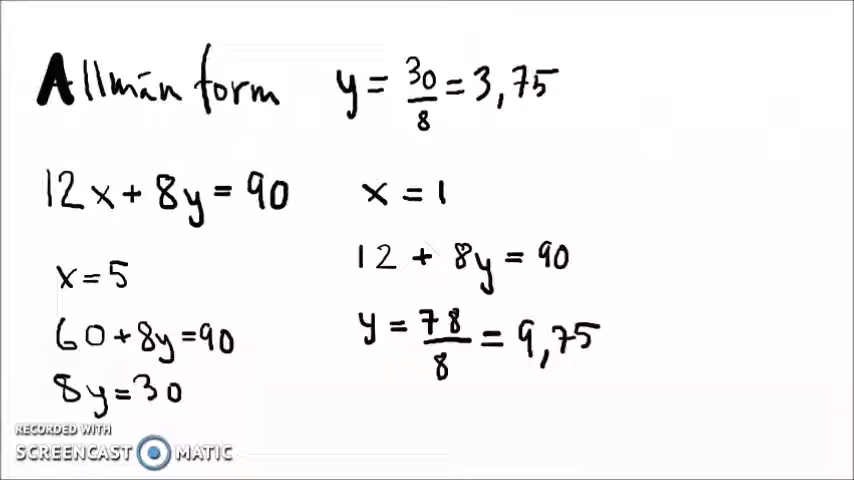 Allmän form
12x + 8y = 90
x = 5
60 + 8y = 90
8y = 30
y = 30/8 = 3,75
x = 1
12 + 8y = 90
y = 78/8 = 9,75
RECORDED WITH
SCREENCAST MATIC